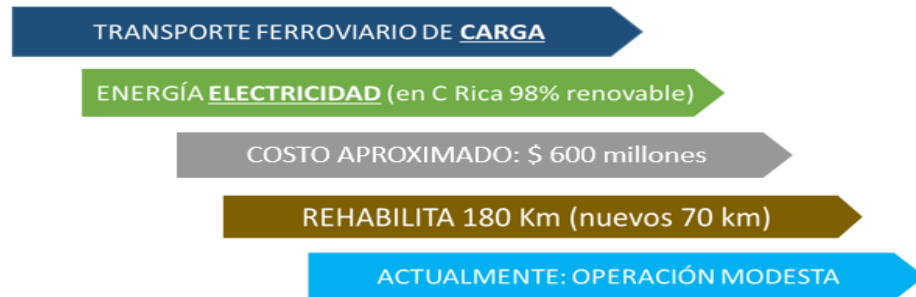 TRANSPORTE FERROVIARIO DE CARGA
ENERGÍA ELECTRICIDAD (en C Rica 98% renovable)
COSTO APROXIMADO: $ 600 millones
REHABILITA 180 Km (nuevos 70 km)
ACTUALMENTE: OPERACIÓN MODESTA